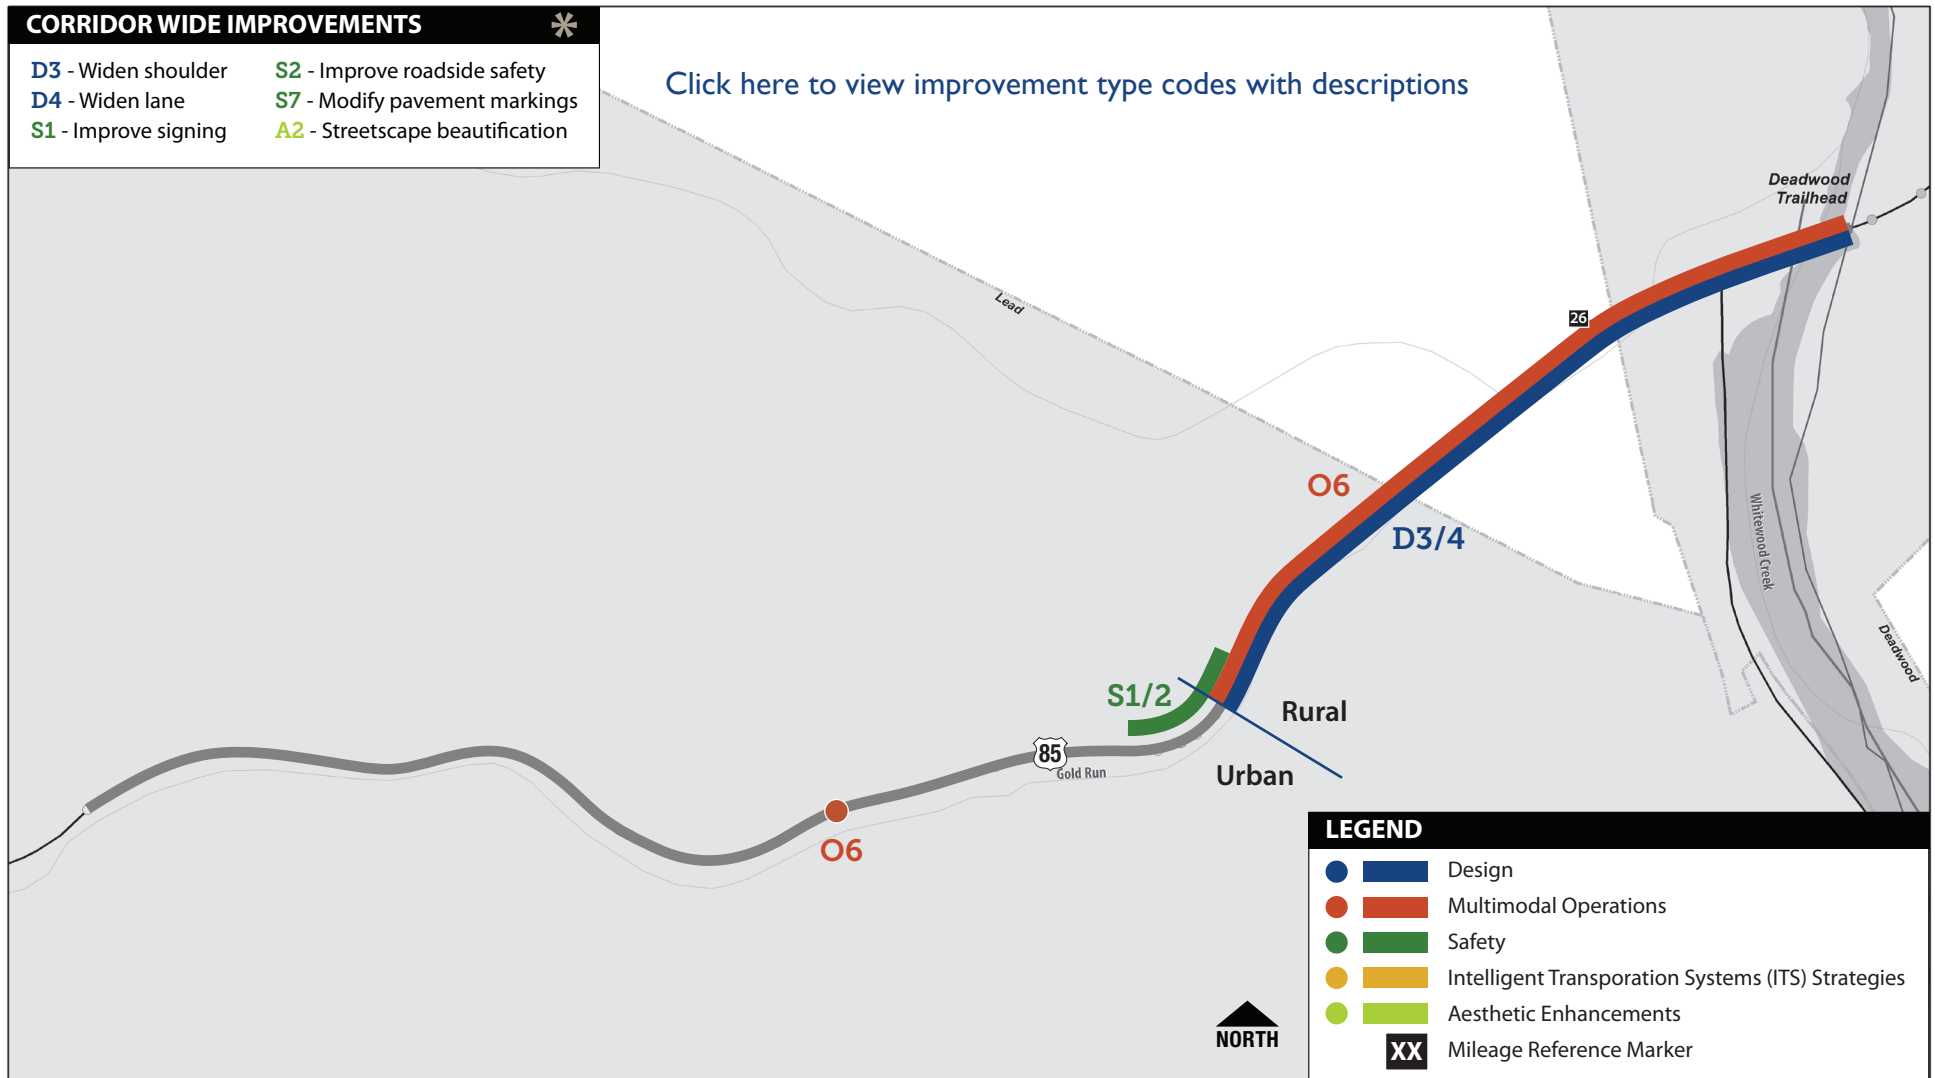 CORRIDOR WIDE IMPROVEMENTS *
D3 - Widen shoulder
D4 - Widen lane
S1 - Improve signing
S2 - Improve roadside safety
S7 - Modify pavement markings
A2 - Streetscape beautification
Click here to view improvement type codes with descriptions
Deadwood
Trailhead
Lead
26
O6
D3/4
Whitewood Creek
Deadwood
S1/2
Rural
85
Gold Run
Urban
O6
LEGEND
Design
Multimodal Operations
Safety
Intelligent Transporation Systems (ITS) Strategies
Aesthetic Enhancements
XX Mileage Reference Marker
NORTH